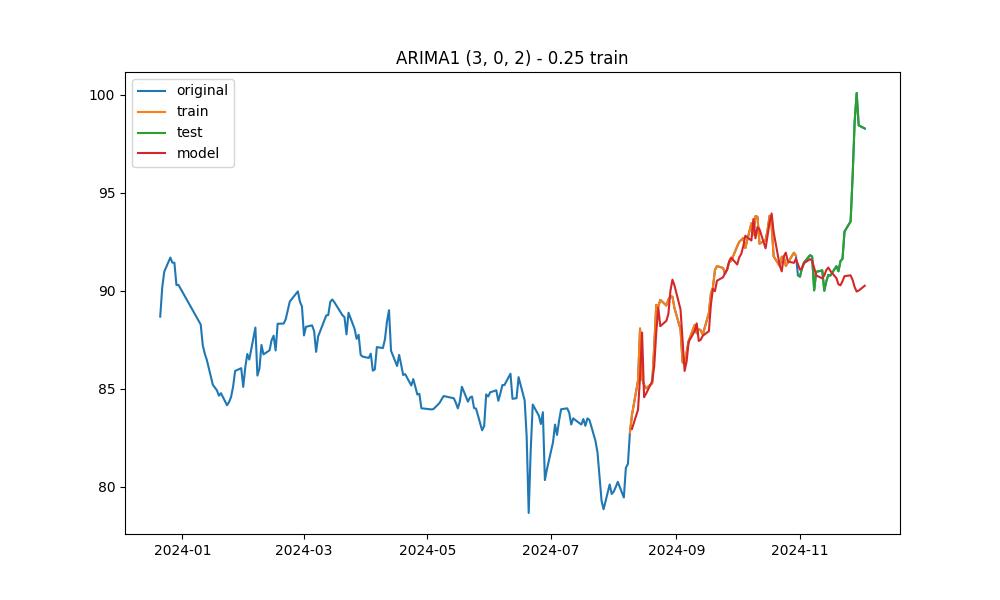 ARIMA1 (3, 0, 2) - 0.25 train
original
train
test
model
100
95
90
85
80
2024-01
2024-03
2024-05
2024-07
2024-09
2024-11